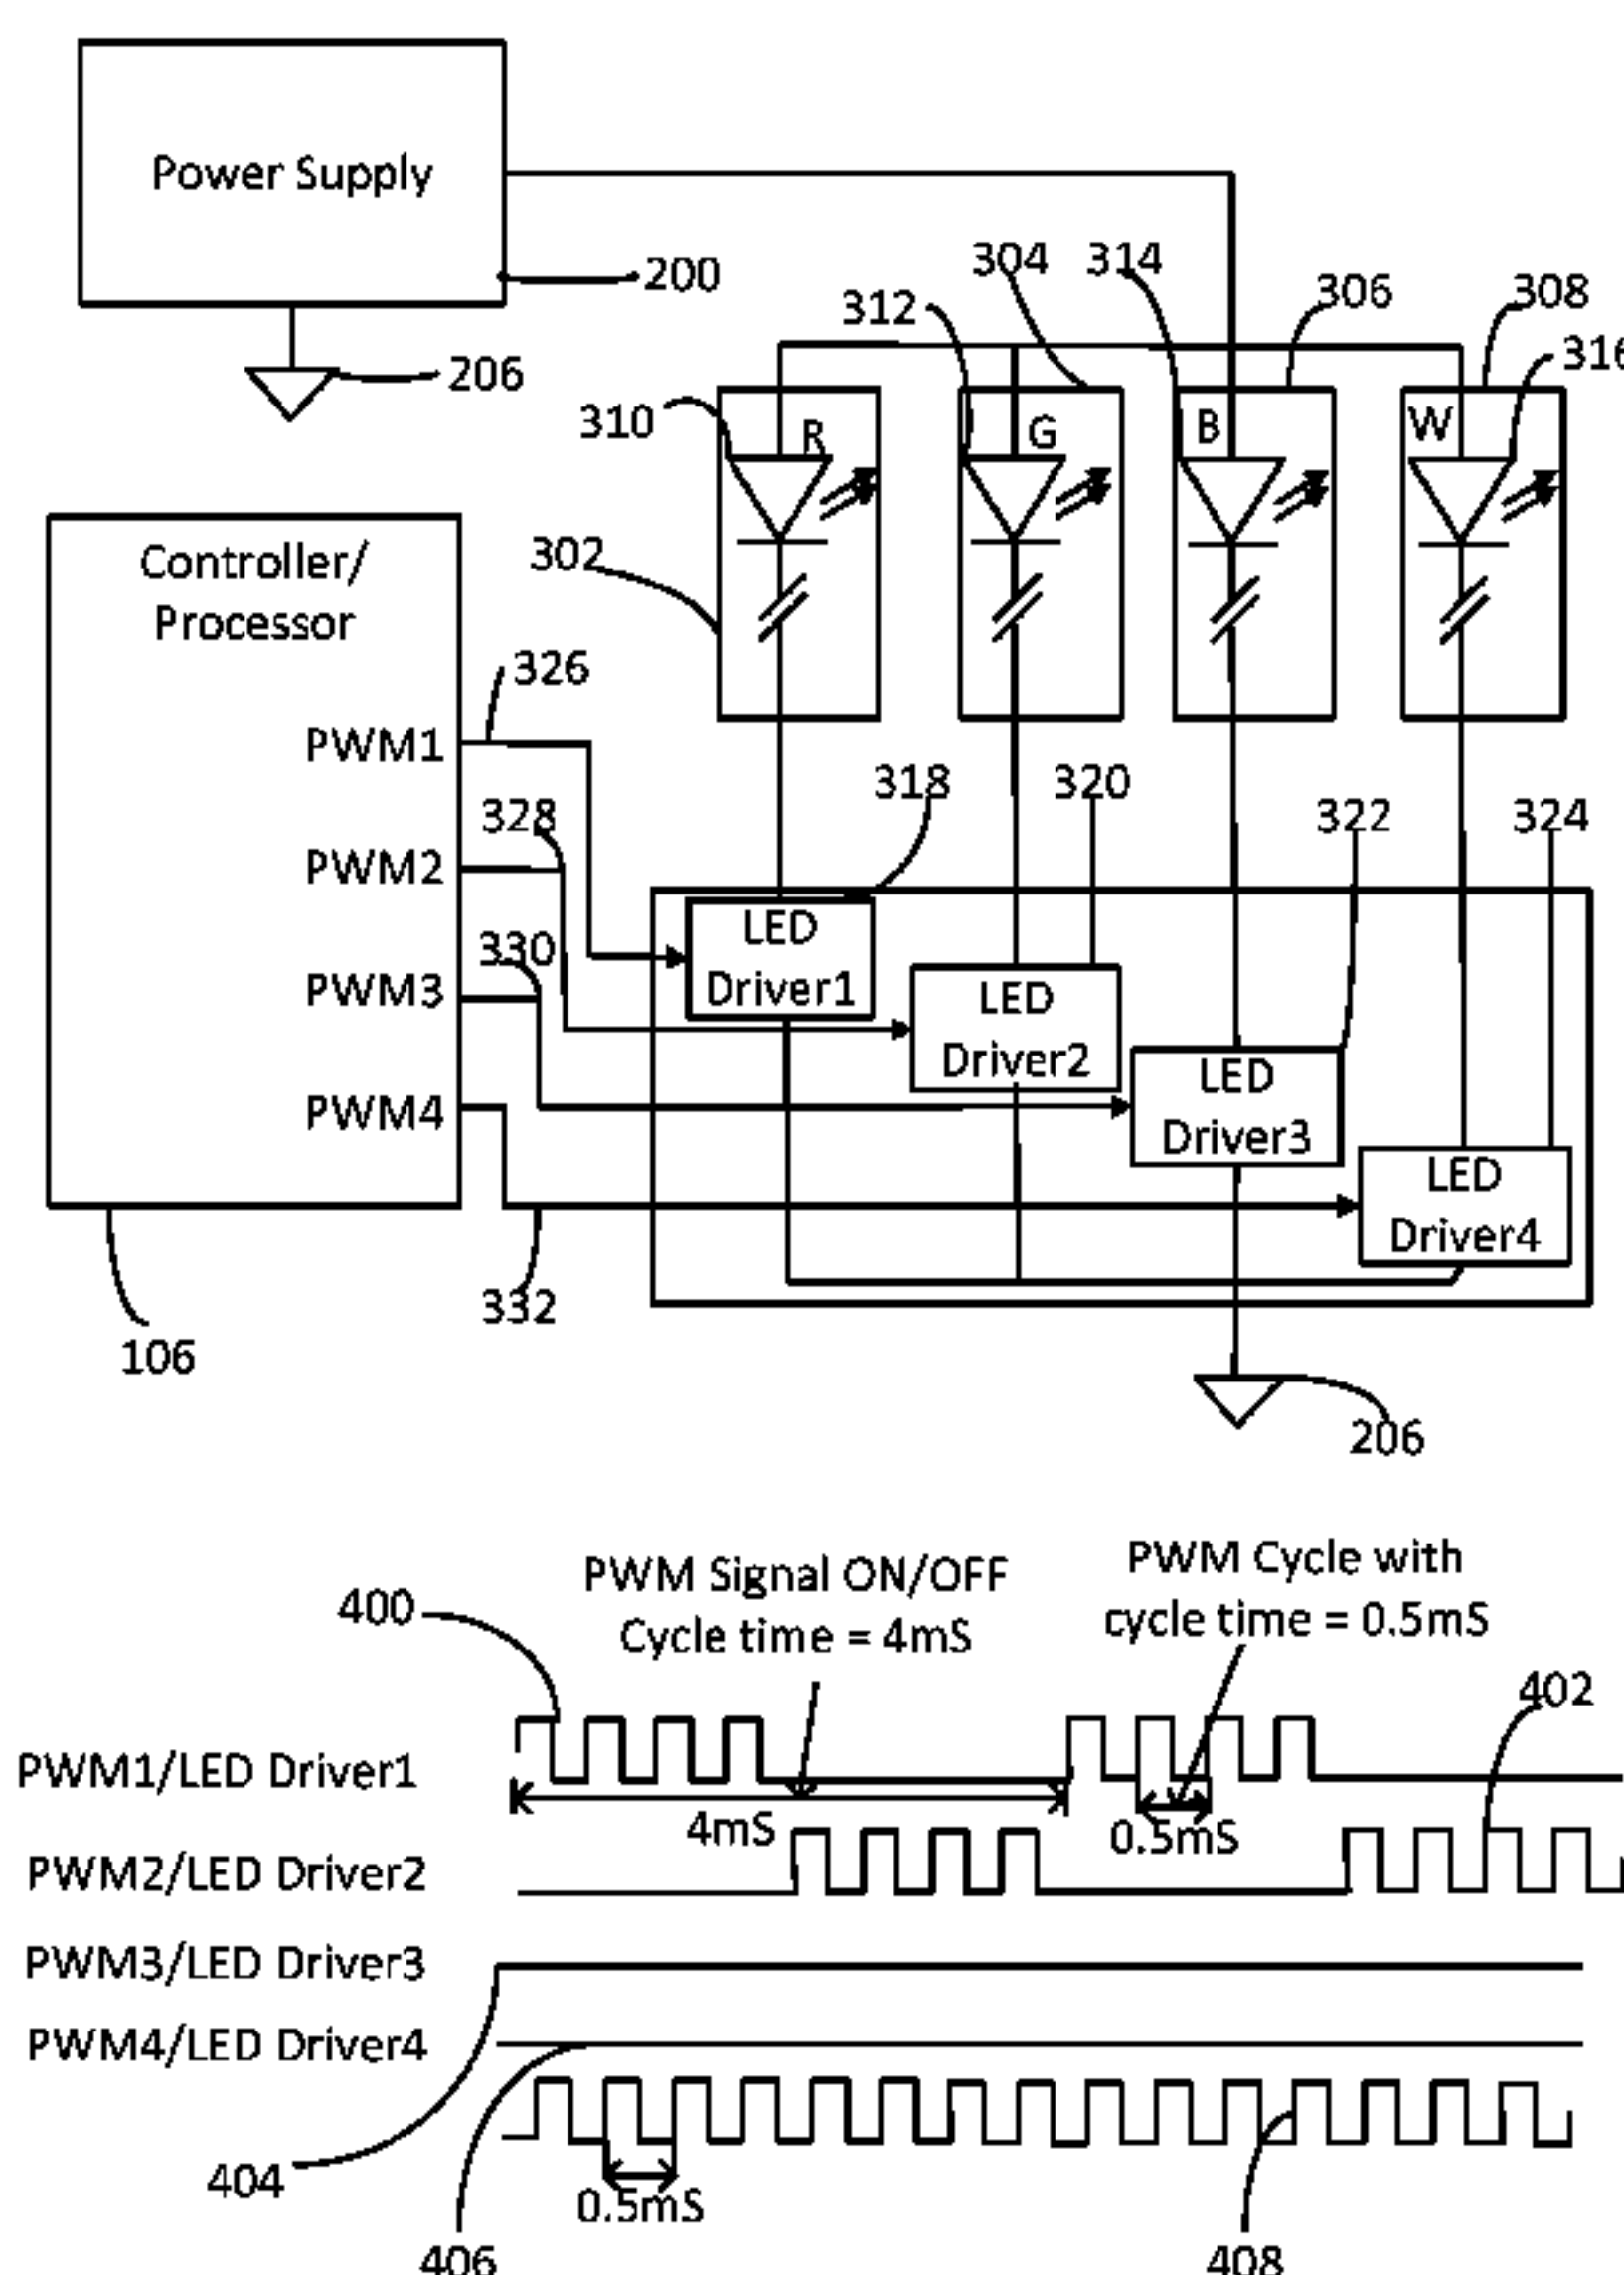 Power Supply
200
206
304
314
312
306
308
316
310
R
G
B
W
302
Controller/
Processor
326
PWM1
318
320
328
322
324
PWM2
LED
Driver1
330
PWM3
LED
Driver2
LED
Driver3
PWM4
LED
Driver4
332
106
206
PWM Signal ON/OFF
Cycle time = 4mS
PWM Cycle with
cycle time = 0.5mS
400
402
PWM1/LED Driver1
4mS
0.5mS
PWM2/LED Driver2
PWM3/LED Driver3
PWM4/LED Driver4
404
0.5mS
406
408